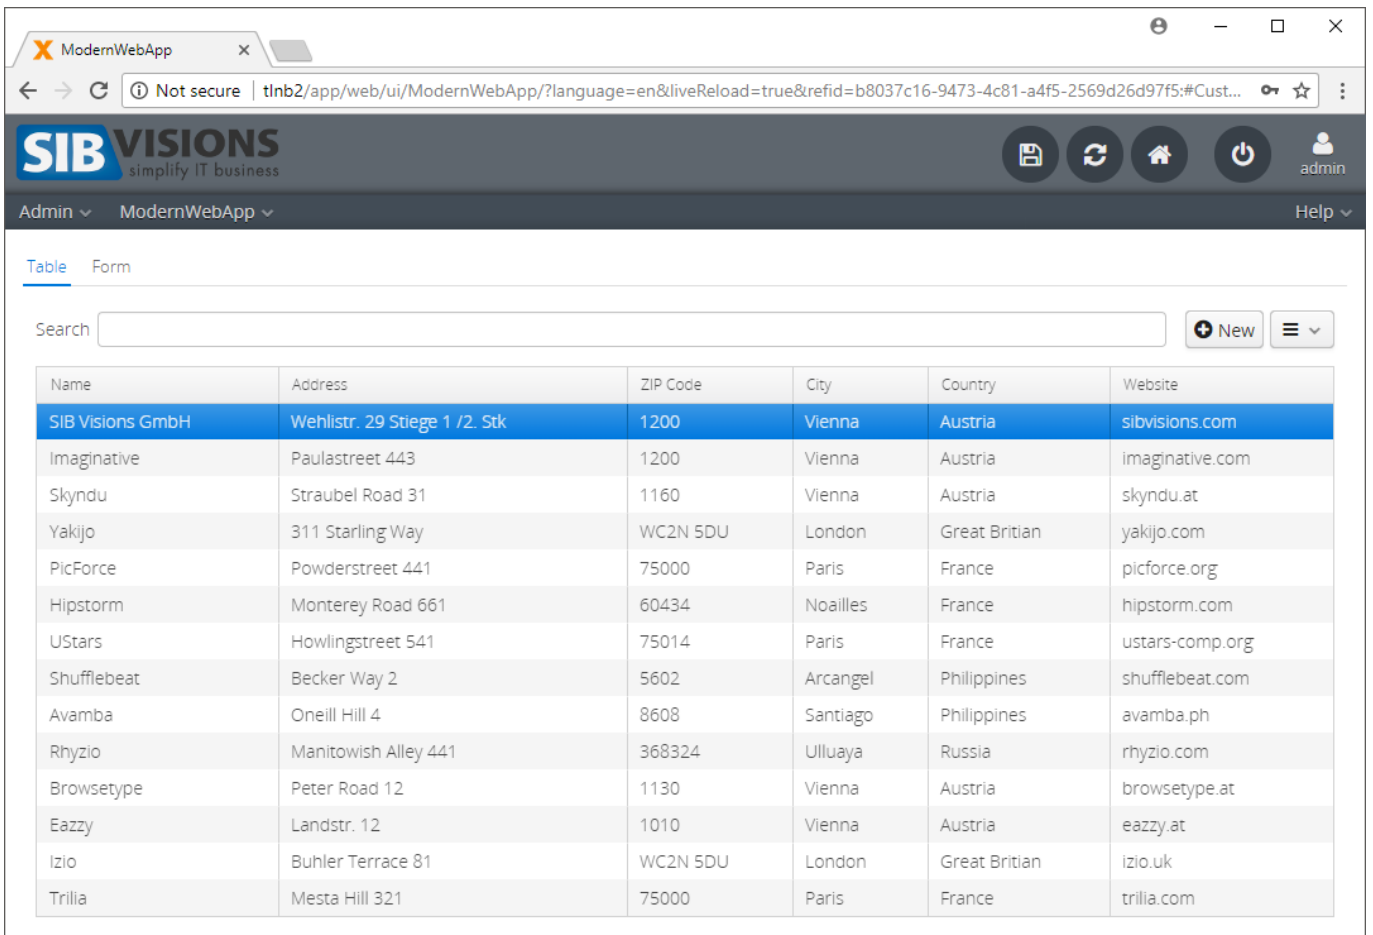 ModernWebApp
Not secure | tlnb2/app/web/ui/ModernWebApp/?language=en&liveReload=true&refid=b8037c16-9473-4c81-a4f5-2569d26d97f5:#Cust...
SIB VISIONS
simplify IT business
admin
Admin ModernWebApp Help
Table Form
Search New
Name Address ZIP Code City Country Website
SIB Visions GmbH Wehlistr. 29 Stiege 1 /2. Stk 1200 Vienna Austria sibvisions.com
Imaginative Paulastreet 443 1200 Vienna Austria imaginative.com
Skyndu Straubel Road 31 1160 Vienna Austria skyndu.at
Yakijo 311 Starling Way WC2N 5DU London Great Britian yakijo.com
PicForce Powderstreet 441 75000 Paris France picforce.org
Hipstorm Monterey Road 661 60434 Noailles France hipstorm.com
UStars Howlingstreet 541 75014 Paris France ustars-comp.org
Shufflebeat Becker Way 2 5602 Arcangel Philippines shufflebeat.com
Avamba Oneill Hill 4 8608 Santiago Philippines avamba.ph
Rhyzio Manitowish Alley 441 368324 Ulluaya Russia rhyzio.com
Browsetype Peter Road 12 1130 Vienna Austria browsetype.at
Eazzy Landstr. 12 1010 Vienna Austria eazzy.at
Izio Buhler Terrace 81 WC2N 5DU London Great Britian izio.uk
Trilia Mesta Hill 321 75000 Paris France trilia.com